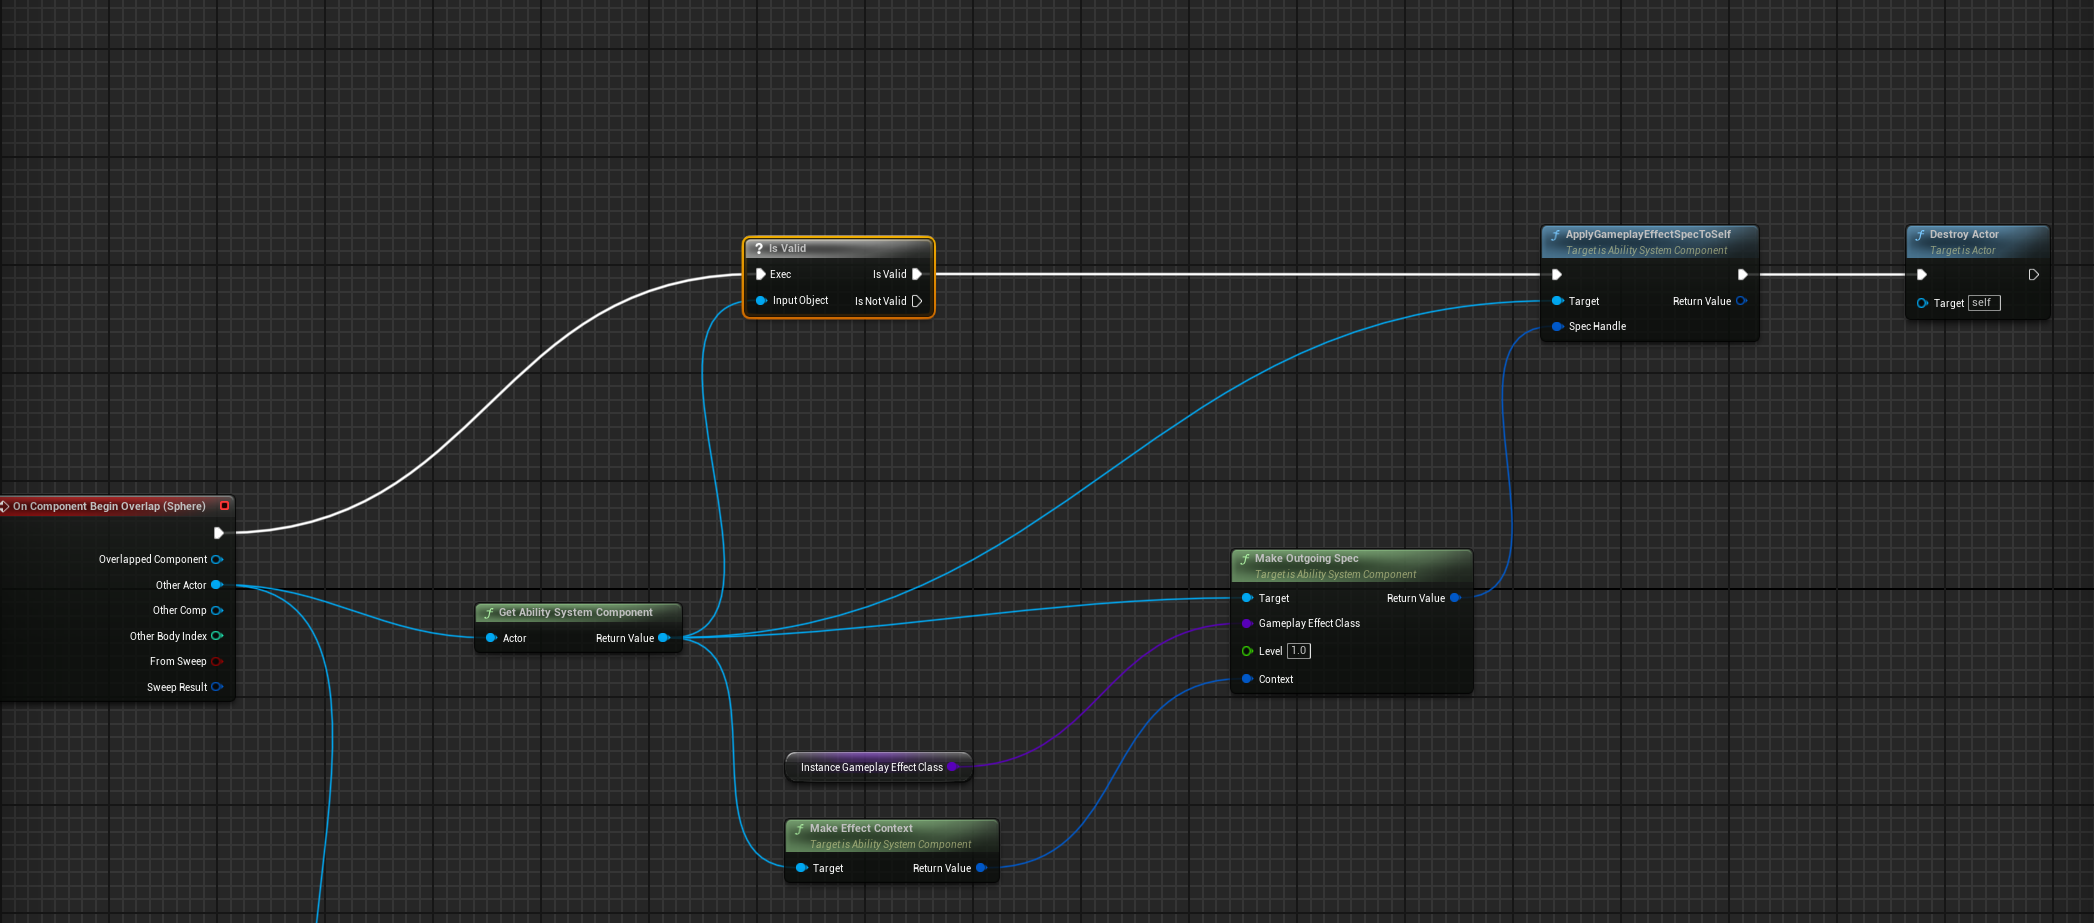 On Component Begin Overlap (Sphere)
Overlapped Component
Other Actor
Other Comp
Other Body Index
From Sweep
Sweep Result
Get Ability System Component
Actor Return Value
? Is Valid
Exec Is Valid
Input Object Is Not Valid
Instance Gameplay Effect Class
Make Effect Context
Target is Ability System Component
Target Return Value
Make Outgoing Spec
Target is Ability System Component
Target Return Value
Gameplay Effect Class
Level 1.0
Context
ApplyGameplayEffectSpecToSelf
Target is Ability System Component
Target Return Value
Spec Handle
Destroy Actor
Target is Actor
Target self